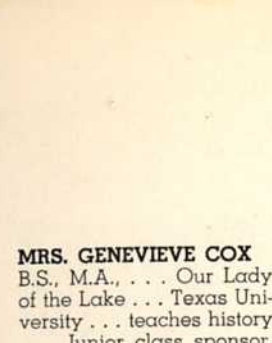 MRS. GENEVIEVE COX
B.S., M.A., . . . Our Lady
of the Lake . . . Texas Uni-
versity . . . teaches history
Junior class sponsor